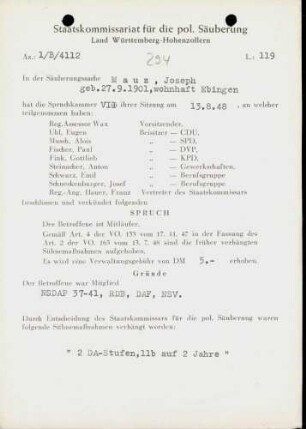 Staatskommissariat für die pol. Säuberung
Land Württemberg-Hohenzollern
Az.: 1/B/4112
294
L.: 119
In der Säuberungssache Mauz, Joseph
geb.27.9.1901,wohnhaft Ebingen
hat die Spruchkammer VI in ihrer Sitzung am 13.8.48 , an welcher
teilgenommen haben:
Reg.Assessor Wax Vorsitzender,
Uhl, Eugen Beisitzer — CDU,
Munch, Alois „ — SPD,
Fischer, Paul „ — DVP,
Fink, Gottlieb „ — KPD,
Steinacher, Anton „ — Gewerkschaften,
Schwarz, Emil „ — Berufsgruppe
Schneckenburger, Josef „ — Berufsgruppe
Reg. Ang. Hauer, Franz Vertreter des Staatskommissars
beschlossen und verkündet folgenden
SPRUCH
Der Betroffene ist Mitläufer.
Gemäß Art. 4 der VO. 133 vom 17. 11. 47 in der Fassung des
Art. 2 der VO. 165 vom 13. 7. 48 sind die früher verhängten
Sühnemaßnahmen aufgehoben.
Es wird eine Verwaltungsgebühr von DM 5.- erhoben.
Gründe
Der Betroffene war Mitglied
NSDAP 37-41, RDB, DAF, NSV.
Durch Entscheidung des Staatskommissars für die pol. Säuberung waren
folgende Sühnemaßnahmen verhängt worden:
" 2 DA-Stufen,11b auf 2 Jahre "